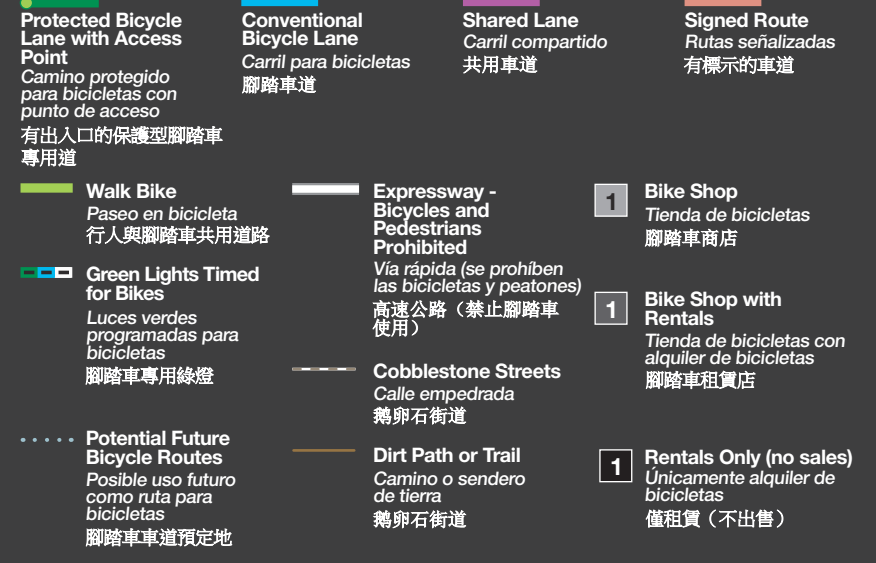 Protected Bicycle
Lane with Access
Point
Camino protegido
para bicicletas con
punto de acceso
有出入口的保護型腳踏車
專用道
Conventional
Bicycle Lane
Carril para bicicletas
腳踏車道
Shared Lane
Carril compartido
共用車道
Signed Route
Rutas señalizadas
有標示的車道
Walk Bike
Paseo en bicicleta
行人與腳踏車共用道路
Green Lights Timed
for Bikes
Luces verdes
programadas para
bicicletas
腳踏車專用綠燈
Potential Future
Bicycle Routes
Posible uso futuro
como ruta para
bicicletas
腳踏車車道預定地
Expressway -
Bicycles and
Pedestrians
Prohibited
Vía rápida (se prohíben
las bicicletas y peatones)
高速公路（禁止腳踏車
使用）
Cobblestone Streets
Calle empedrada
鵝卵石街道
Dirt Path or Trail
Camino o sendero
de tierra
鵝卵石街道
1
Bike Shop
Tienda de bicicletas
腳踏車商店
1
Bike Shop with
Rentals
Tienda de bicicletas con
alquiler de bicicletas
腳踏車租賃店
1
Rentals Only (no sales)
Únicamente alquiler de
bicicletas
僅租賃（不出售）